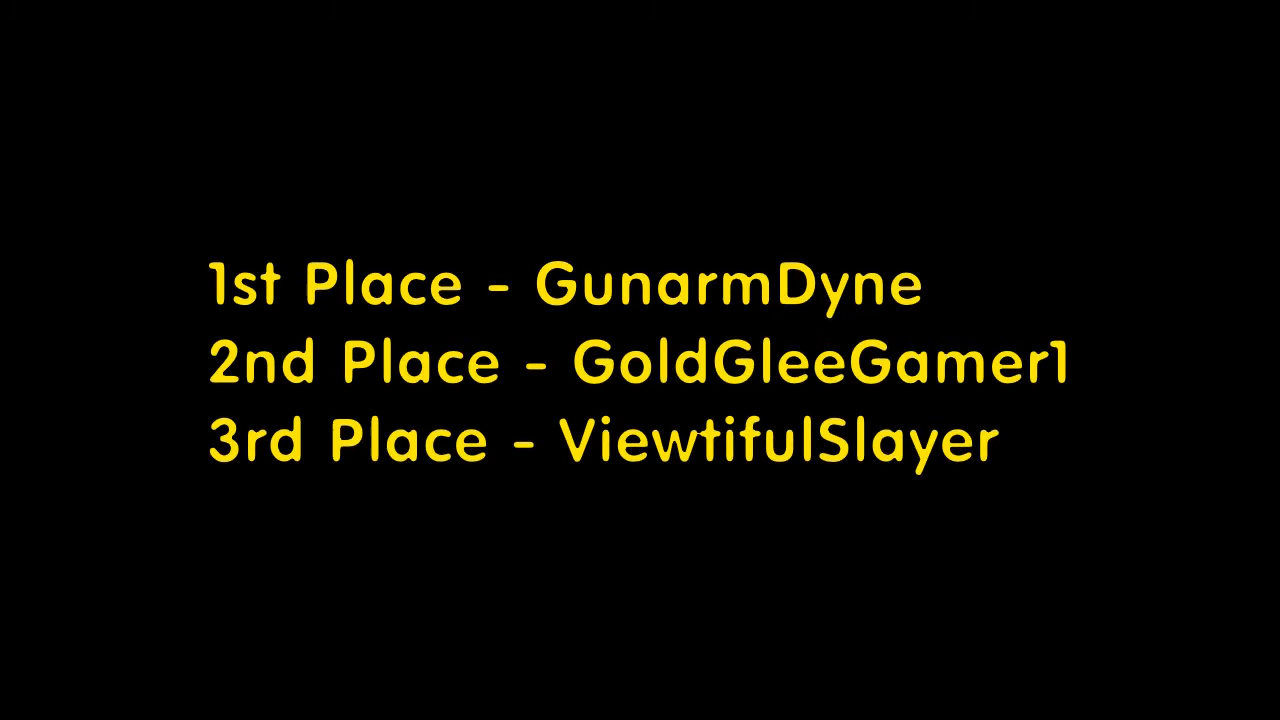 1st Place - GunarmDyne
2nd Place - GoldGleeGamer1
3rd Place - ViewtifulSlayer